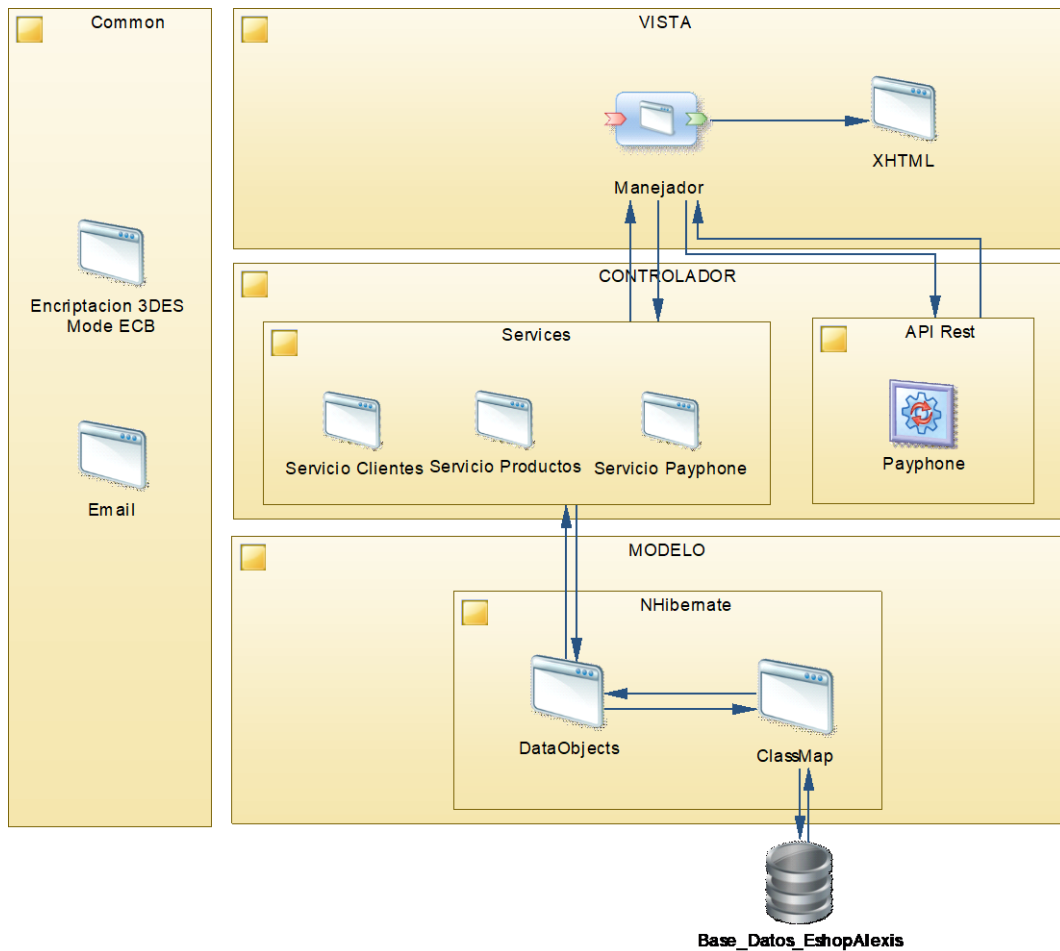 Common
Encriptacion 3DES
Mode ECB
Email
VISTA
Manejador
XHTML
CONTROLADOR
Services
Servicio Clientes
Servicio Productos
Servicio Payphone
API Rest
Payphone
MODELO
NHibernate
DataObjects
ClassMap
Base_Datos_EshopAlexis